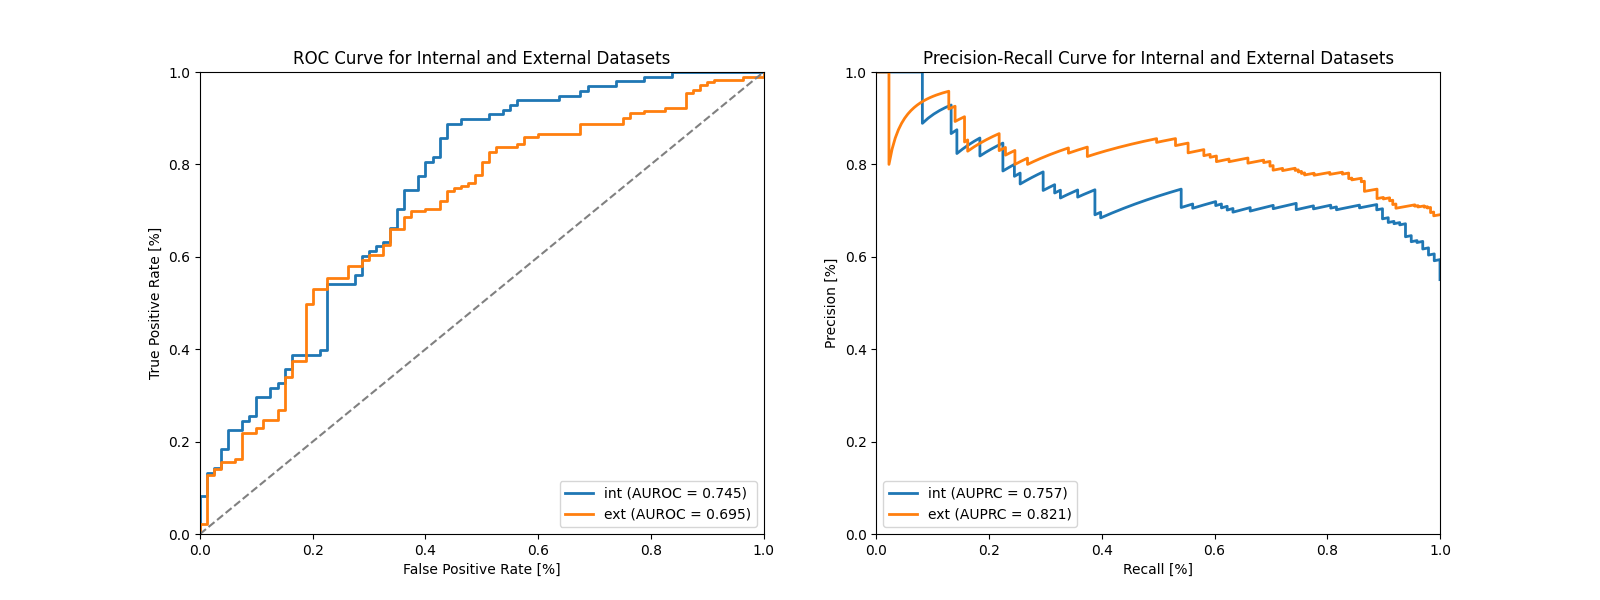 ROC Curve for Internal and External Datasets
1.0
0.8
0.6
0.4
0.2
0.0
True Positive Rate [%]
int (AUROC = 0.745)
ext (AUROC = 0.695)
0.0 0.2 0.4 0.6 0.8 1.0
False Positive Rate [%]
Precision-Recall Curve for Internal and External Datasets
1.0
0.8
0.6
0.4
0.2
0.0
Precision [%]
int (AUPRC = 0.757)
ext (AUPRC = 0.821)
0.0 0.2 0.4 0.6 0.8 1.0
Recall [%]